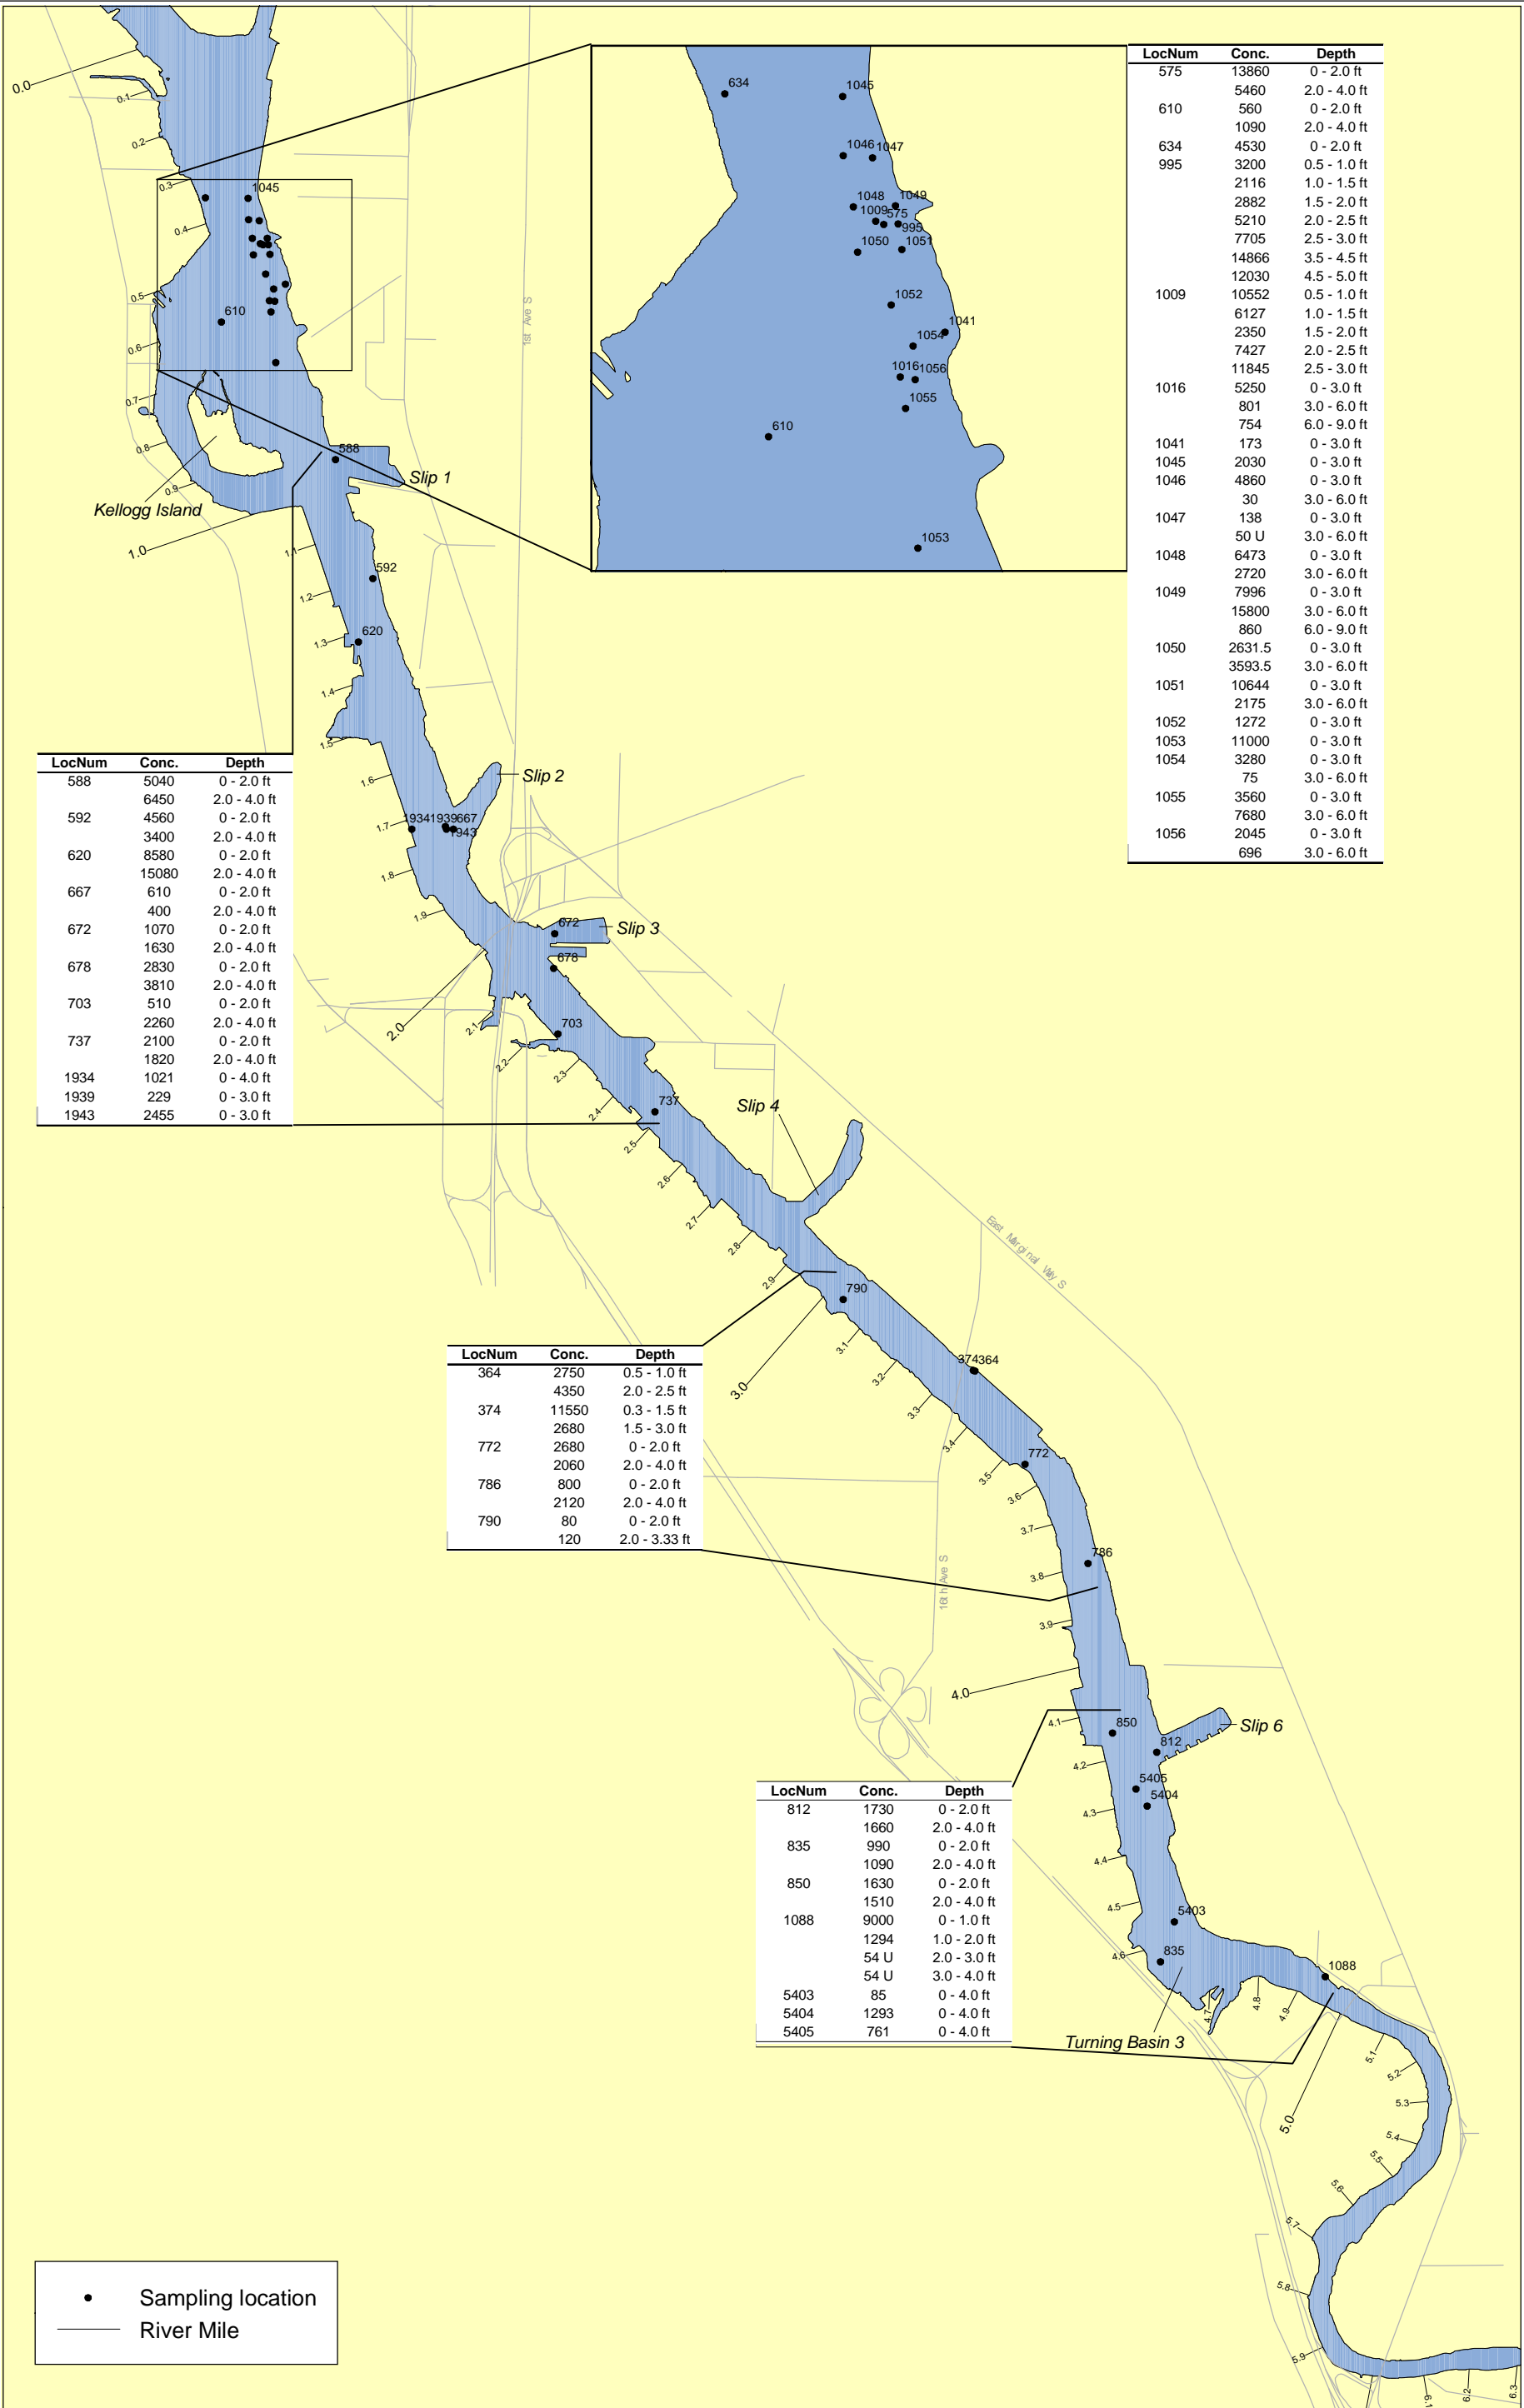 0.0
0.1
0.2
0.3
0.4
0.5
0.6
0.7
0.8
0.9
1045
610
588
Slip 1
Kellogg Island
1.0
1st Ave S
634
1045
1046
1047
1048
1049
1009
575
995
1050
1051
1052
1041
1054
1016
1056
1055
610
1053
LocNum Conc. Depth
575 13860 0 - 2.0 ft
5460 2.0 - 4.0 ft
610 560 0 - 2.0 ft
1090 2.0 - 4.0 ft
634 4530 0 - 2.0 ft
995 3200 0.5 - 1.0 ft
2116 1.0 - 1.5 ft
2882 1.5 - 2.0 ft
5210 2.0 - 2.5 ft
7705 2.5 - 3.0 ft
14866 3.5 - 4.5 ft
12030 4.5 - 5.0 ft
1009 10552 0.5 - 1.0 ft
6127 1.0 - 1.5 ft
2350 1.5 - 2.0 ft
7427 2.0 - 2.5 ft
11845 2.5 - 3.0 ft
1016 5250 0 - 3.0 ft
801 3.0 - 6.0 ft
754 6.0 - 9.0 ft
1041 173 0 - 3.0 ft
1045 2030 0 - 3.0 ft
1046 4860 0 - 3.0 ft
30 3.0 - 6.0 ft
1047 138 0 - 3.0 ft
50 U 3.0 - 6.0 ft
1048 6473 0 - 3.0 ft
2720 3.0 - 6.0 ft
1049 7996 0 - 3.0 ft
15800 3.0 - 6.0 ft
860 6.0 - 9.0 ft
1050 2631.5 0 - 3.0 ft
3593.5 3.0 - 6.0 ft
1051 10644 0 - 3.0 ft
2175 3.0 - 6.0 ft
1052 1272 0 - 3.0 ft
1053 11000 0 - 3.0 ft
1054 3280 0 - 3.0 ft
75 3.0 - 6.0 ft
1055 3560 0 - 3.0 ft
7680 3.0 - 6.0 ft
1056 2045 0 - 3.0 ft
696 3.0 - 6.0 ft
1.1
592
1.2
1.3
620
1.4
1.5
1.6
Slip 2
1.7
1934
1939
667
1943
1.8
1.9
672
Slip 3
678
2.0
2.1
703
2.2
2.3
2.4
737
2.5
LocNum Conc. Depth
588 5040 0 - 2.0 ft
6450 2.0 - 4.0 ft
592 4560 0 - 2.0 ft
3400 2.0 - 4.0 ft
620 8580 0 - 2.0 ft
15080 2.0 - 4.0 ft
667 610 0 - 2.0 ft
400 2.0 - 4.0 ft
672 1070 0 - 2.0 ft
1630 2.0 - 4.0 ft
678 2830 0 - 2.0 ft
3810 2.0 - 4.0 ft
703 510 0 - 2.0 ft
2260 2.0 - 4.0 ft
737 2100 0 - 2.0 ft
1820 2.0 - 4.0 ft
1934 1021 0 - 4.0 ft
1939 229 0 - 3.0 ft
1943 2455 0 - 3.0 ft
Slip 4
2.6
2.7
2.8
2.9
East Marginal Way S
790
3.0
3.1
3.2
3.3
374
364
3.4
772
3.5
3.6
3.7
786
3.8
3.9
16th Ave S
LocNum Conc. Depth
364 2750 0.5 - 1.0 ft
4350 2.0 - 2.5 ft
374 11550 0.3 - 1.5 ft
2680 1.5 - 3.0 ft
772 2680 0 - 2.0 ft
2060 2.0 - 4.0 ft
786 800 0 - 2.0 ft
2120 2.0 - 4.0 ft
790 80 0 - 2.0 ft
120 2.0 - 3.33 ft
4.0
4.1
850
Slip 6
812
4.2
5405
5404
4.3
4.4
4.5
5403
4.6
835
1088
4.7
4.8
4.9
LocNum Conc. Depth
812 1730 0 - 2.0 ft
1660 2.0 - 4.0 ft
835 990 0 - 2.0 ft
1090 2.0 - 4.0 ft
850 1630 0 - 2.0 ft
1510 2.0 - 4.0 ft
1088 9000 0 - 1.0 ft
1294 1.0 - 2.0 ft
54 U 2.0 - 3.0 ft
54 U 3.0 - 4.0 ft
5403 85 0 - 4.0 ft
5404 1293 0 - 4.0 ft
5405 761 0 - 4.0 ft
Turning Basin 3
5.0
5.1
5.2
5.3
5.4
5.5
5.6
5.7
5.8
5.9
6.1
6.2
6.3
Sampling location
River Mile